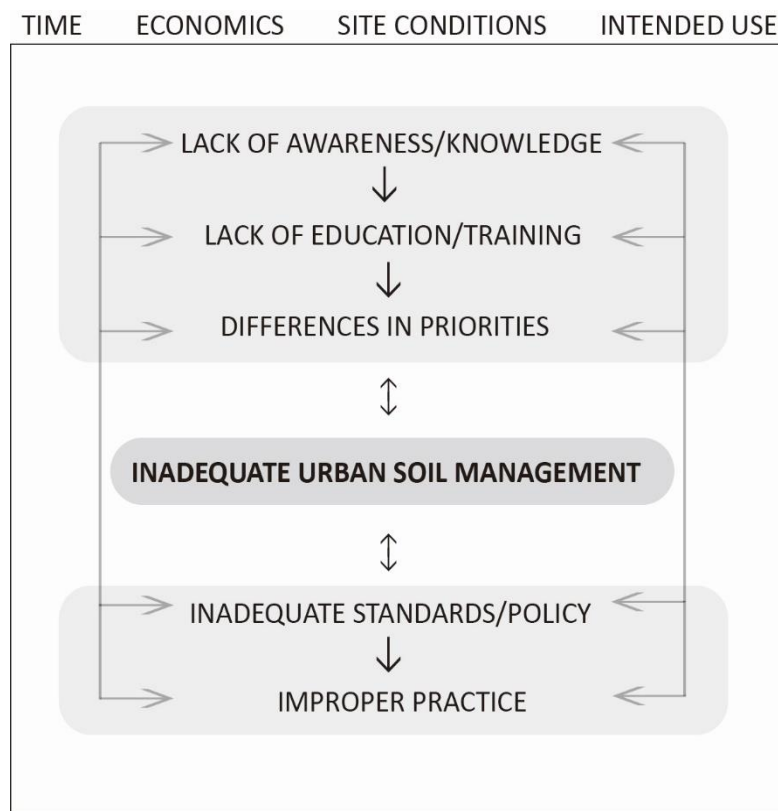 TIME ECONOMICS SITE CONDITIONS INTENDED USE
LACK OF AWARENESS/KNOWLEDGE
LACK OF EDUCATION/TRAINING
DIFFERENCES IN PRIORITIES
INADEQUATE URBAN SOIL MANAGEMENT
INADEQUATE STANDARDS/POLICY
IMPROPER PRACTICE